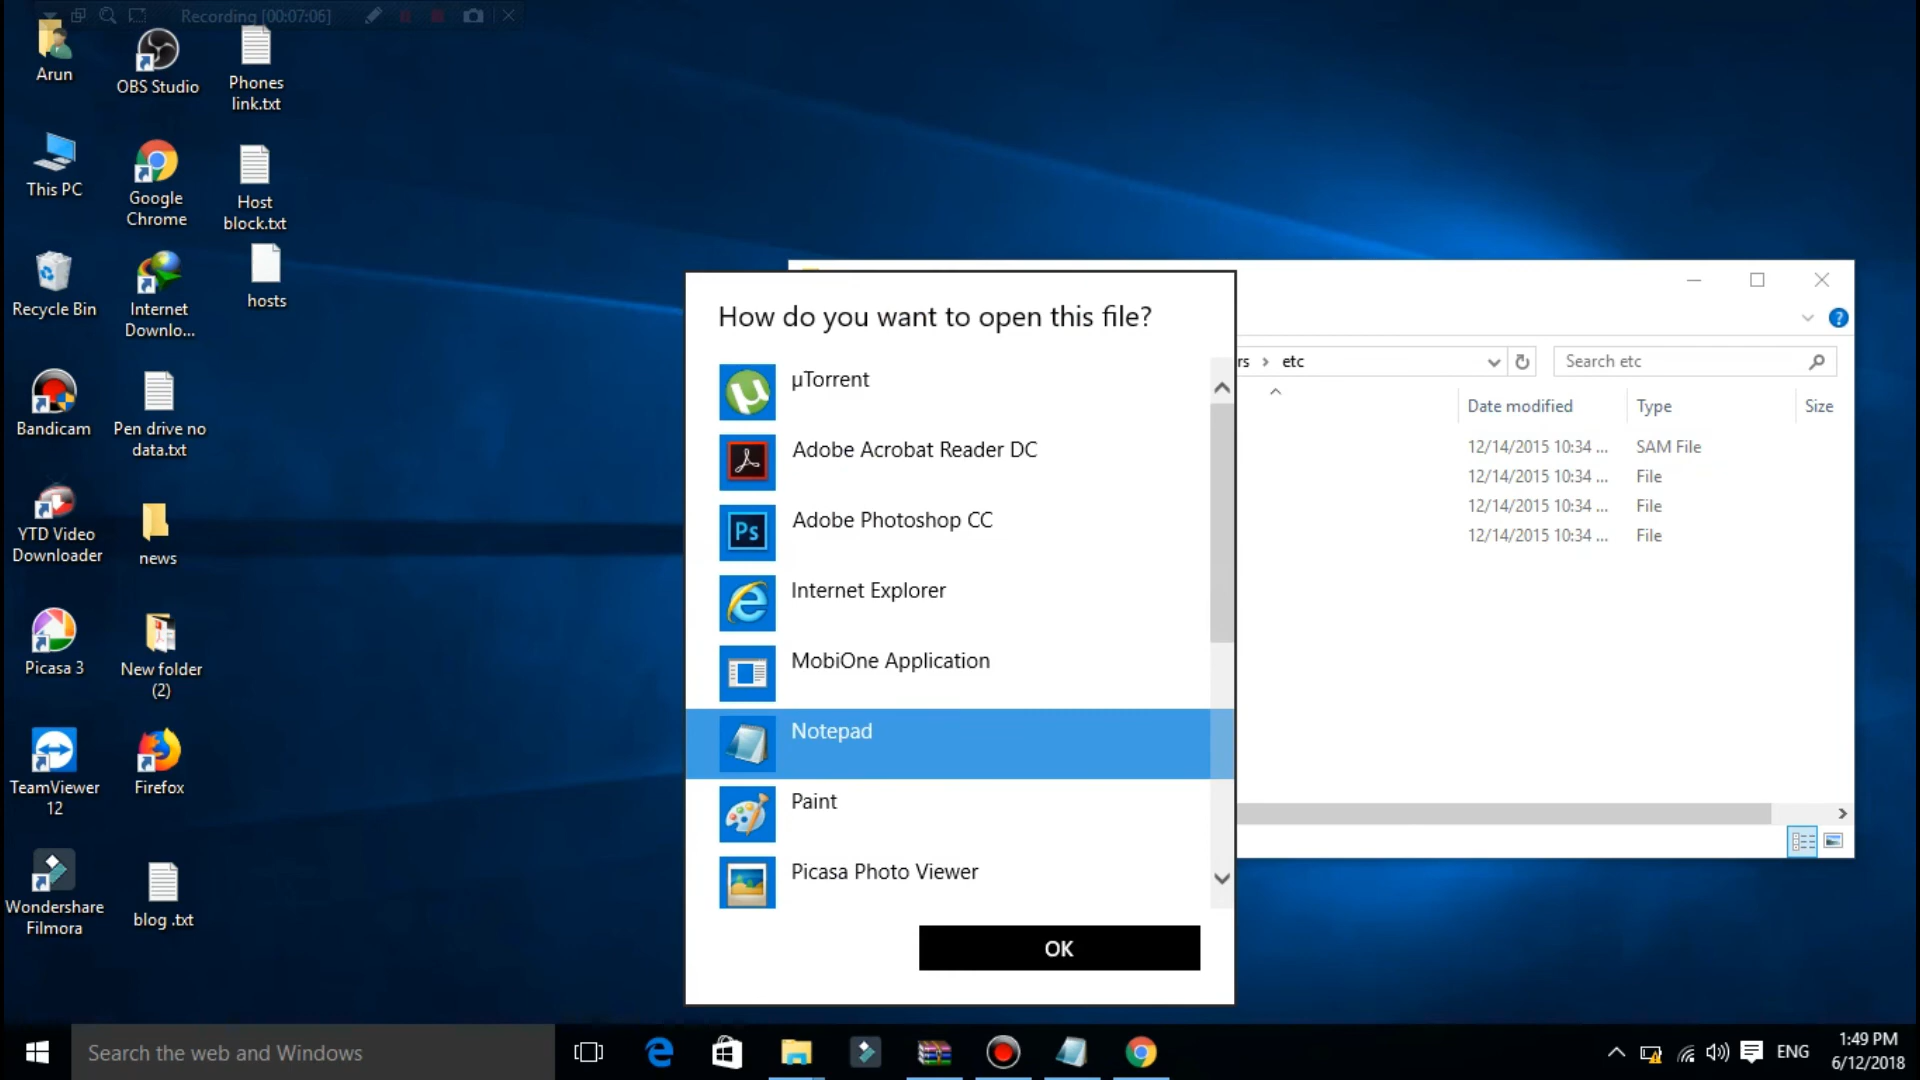 Recording [00:07:06]
Arun
OBS Studio
Phones
link.txt
This PC
Google
Chrome
Host
block.txt
Recycle Bin
Internet
Downlo...
hosts
Bandicam
Pen drive no
data.txt
YTD Video
Downloader
news
Picasa 3
New folder
(2)
TeamViewer
12
Firefox
Wondershare
Filmora
blog .txt
How do you want to open this file?
µTorrent
Adobe Acrobat Reader DC
Ps
Adobe Photoshop CC
Internet Explorer
MobiOne Application
Notepad
Paint
Picasa Photo Viewer
OK
rs > etc
Search etc
Date modified
Type
Size
12/14/2015 10:34 ...
SAM File
12/14/2015 10:34 ...
File
12/14/2015 10:34 ...
File
12/14/2015 10:34 ...
File
Search the web and Windows
ENG
1:49 PM
6/12/2018